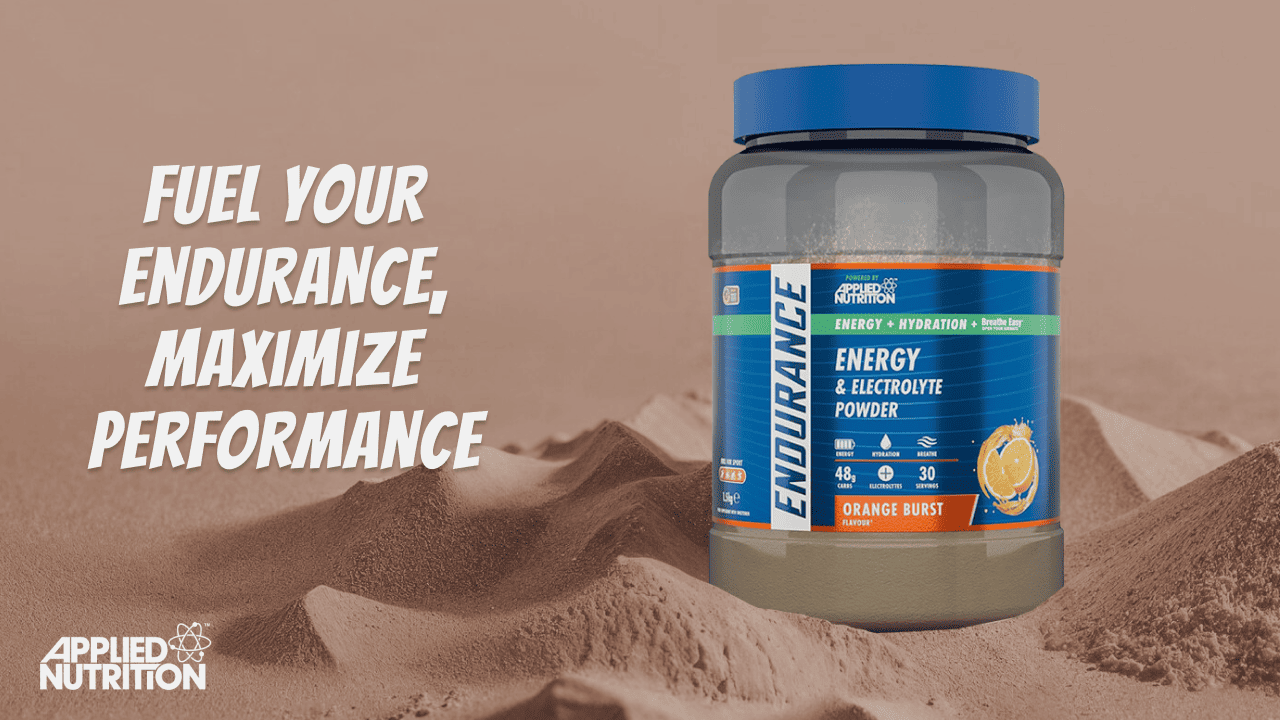 FUEL YOUR
ENDURANCE,
MAXIMIZE
PERFORMANCE
APPLIED
NUTRITION
™
POWERED BY
APPLIED
NUTRITION
ENERGY + HYDRATION + Breathe Easy
ENDURANCE
ENERGY
& ELECTROLYTE
POWDER
ENERGY HYDRATION BREATHE
48g 30
CARBS ELECTROLYTES SERVINGS
ORANGE BURST
FLAVOUR